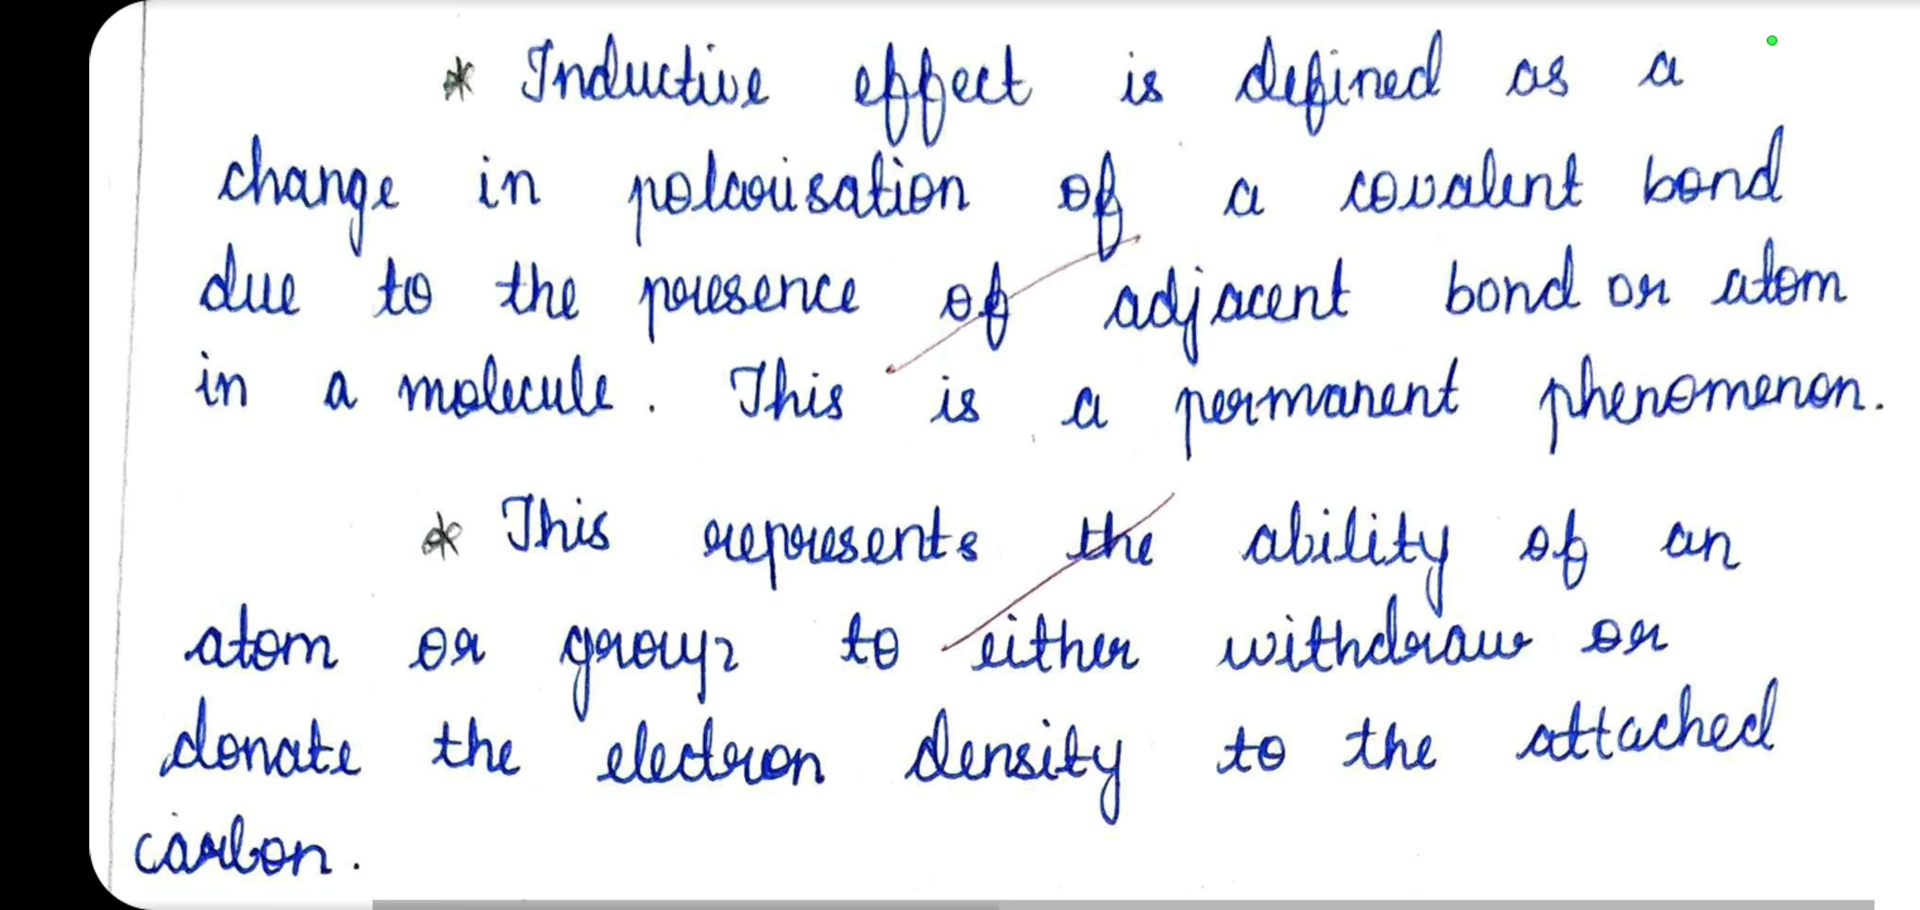 * Inductive effect is defined as a
change in polarisation of a covalent bond
due to the presence of adjacent bond or atom
in a molecule. This is a permanent phenomenon.
* This represents the ability of an
atom or group to either withdraw or
donate the electron density to the attached
carbon.